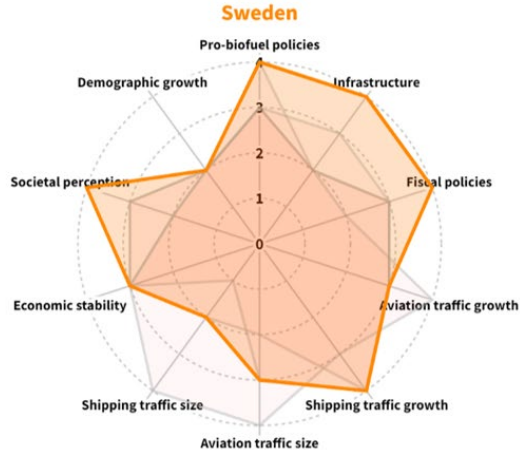 Sweden
Pro-biofuel policies
4
Demographic growth
Infrastructure
3
2
Societal perception
Fiscal policies
1
0
Economic stability
Aviation traffic growth
Shipping traffic size
Shipping traffic growth
Aviation traffic size